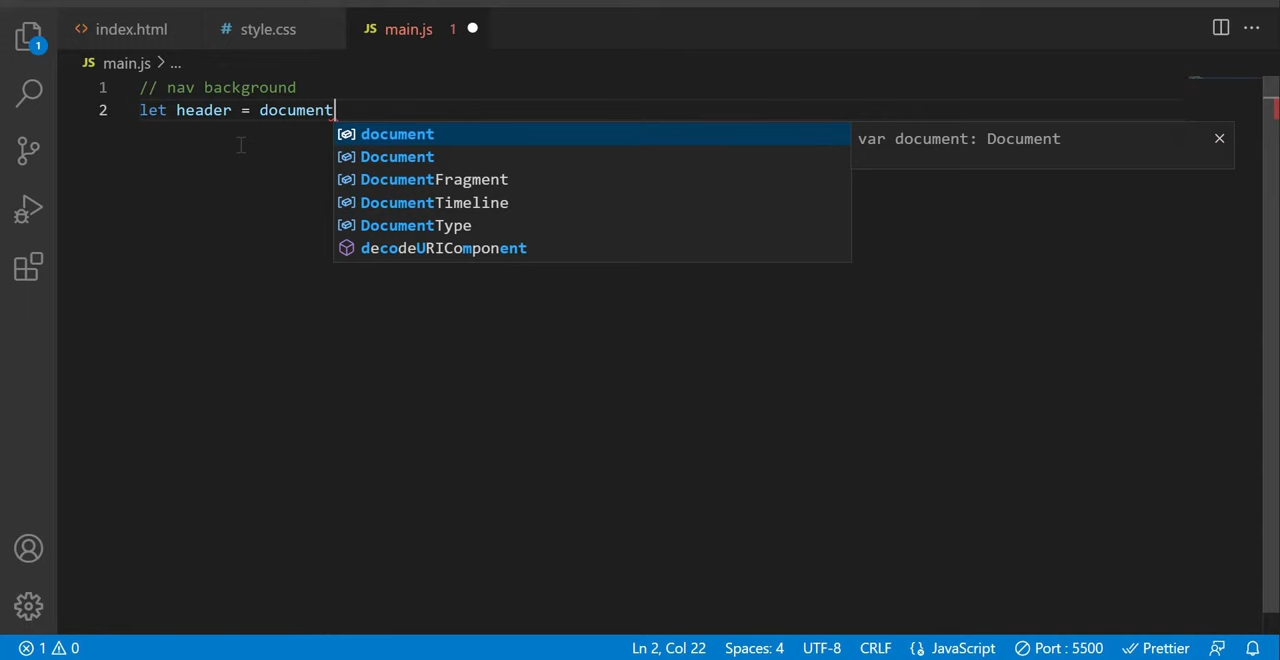 index.html
# style.css
JS main.js 1
JS main.js > ...
1
// nav background
2
let header = document
document
Document
DocumentFragment
DocumentTimeline
DocumentType
decodeURIComponent
var document: Document
1
1 0
Ln 2, Col 22
Spaces: 4
UTF-8
CRLF
JavaScript
Port : 5500
Prettier